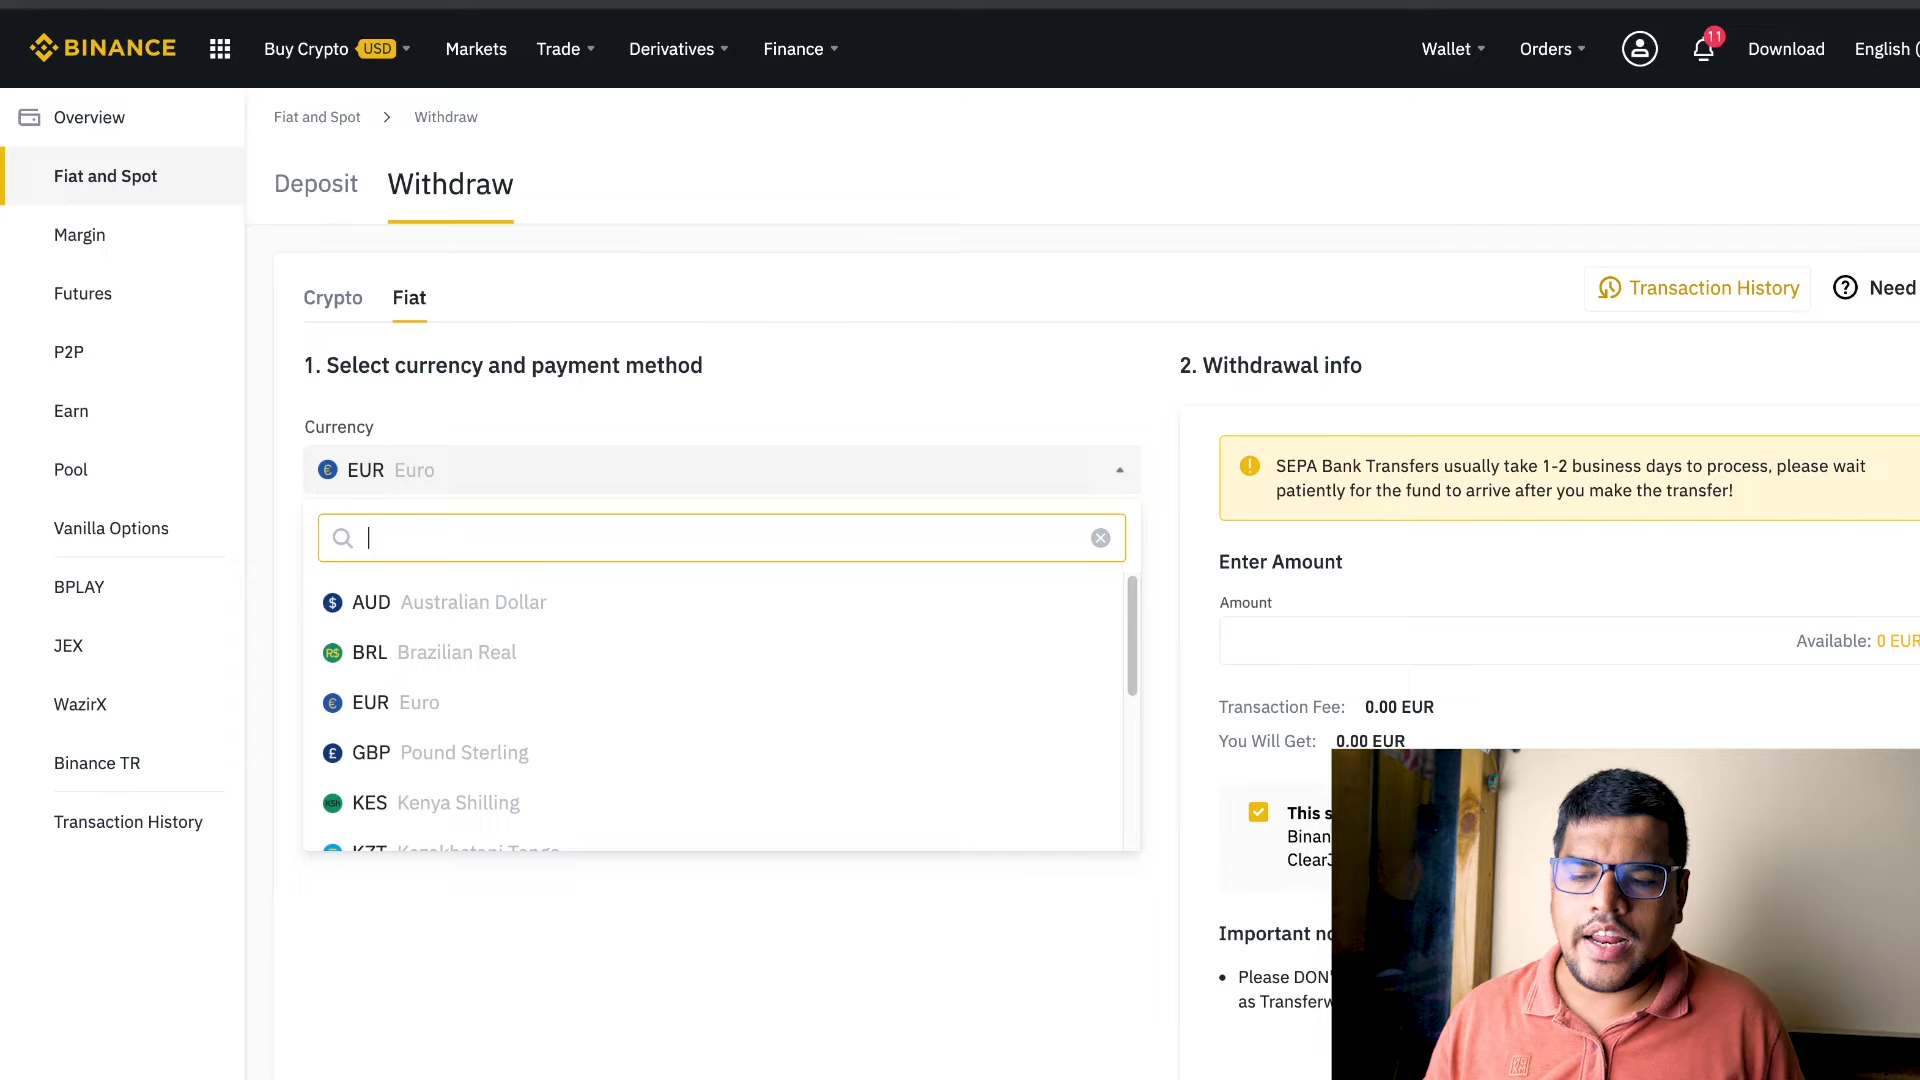 BINANCE
Buy Crypto USD
Markets
Trade
Derivatives
Finance
Wallet
Orders
11
Download
English (
Overview
Fiat and Spot
Margin
Futures
P2P
Earn
Pool
Vanilla Options
BPLAY
JEX
WazirX
Binance TR
Transaction History
Fiat and Spot > Withdraw
Deposit
Withdraw
Crypto
Fiat
Transaction History
Need
1. Select currency and payment method
Currency
EUR Euro
AUD Australian Dollar
BRL Brazilian Real
EUR Euro
GBP Pound Sterling
KES Kenya Shilling
2. Withdrawal info
SEPA Bank Transfers usually take 1-2 business days to process, please wait
patiently for the fund to arrive after you make the transfer!
Enter Amount
Amount
Available: 0 EUR
Transaction Fee: 0.00 EUR
You Will Get: 0.00 EUR
This s
Binan
Clear
Important no
• Please DON'
as Transferw